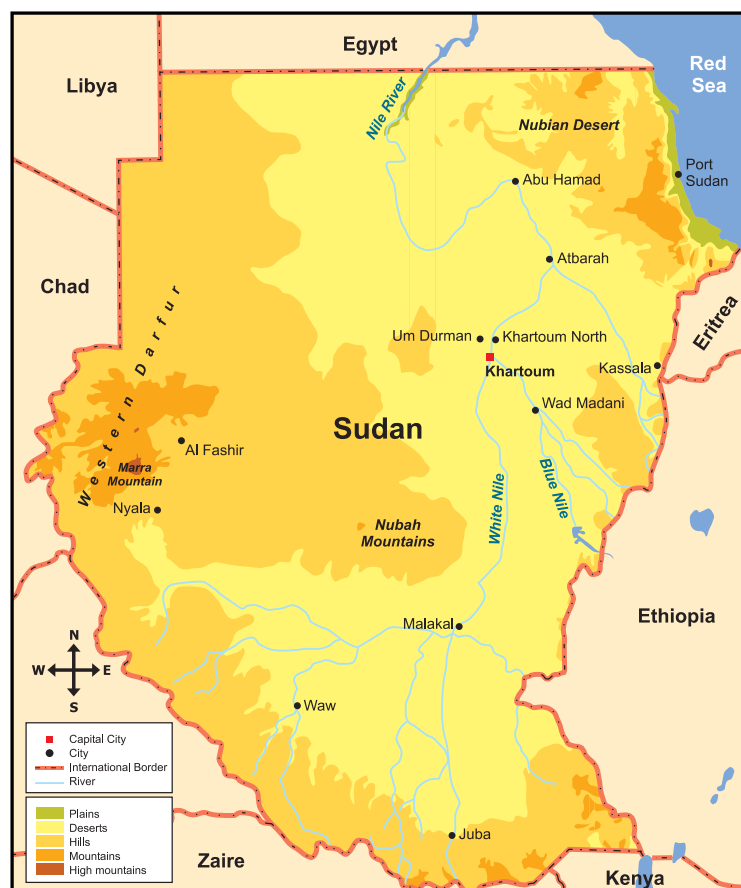 Egypt
Libya
Red
Sea
Nile River
Nubian Desert
Port
Sudan
Abu Hamad
Atbarah
Chad
Eritrea
Um Durman
Khartoum North
Khartoum
Kassala
Western Darfur
Wad Madani
Sudan
Al Fashir
Marra
Mountain
White Nile
Blue Nile
Nyala
Nubah
Mountains
Ethiopia
Malakal
N
W
E
S
Waw
Capital City
City
International Border
River
Plains
Deserts
Hills
Mountains
High mountains
Juba
Zaire
Kenya